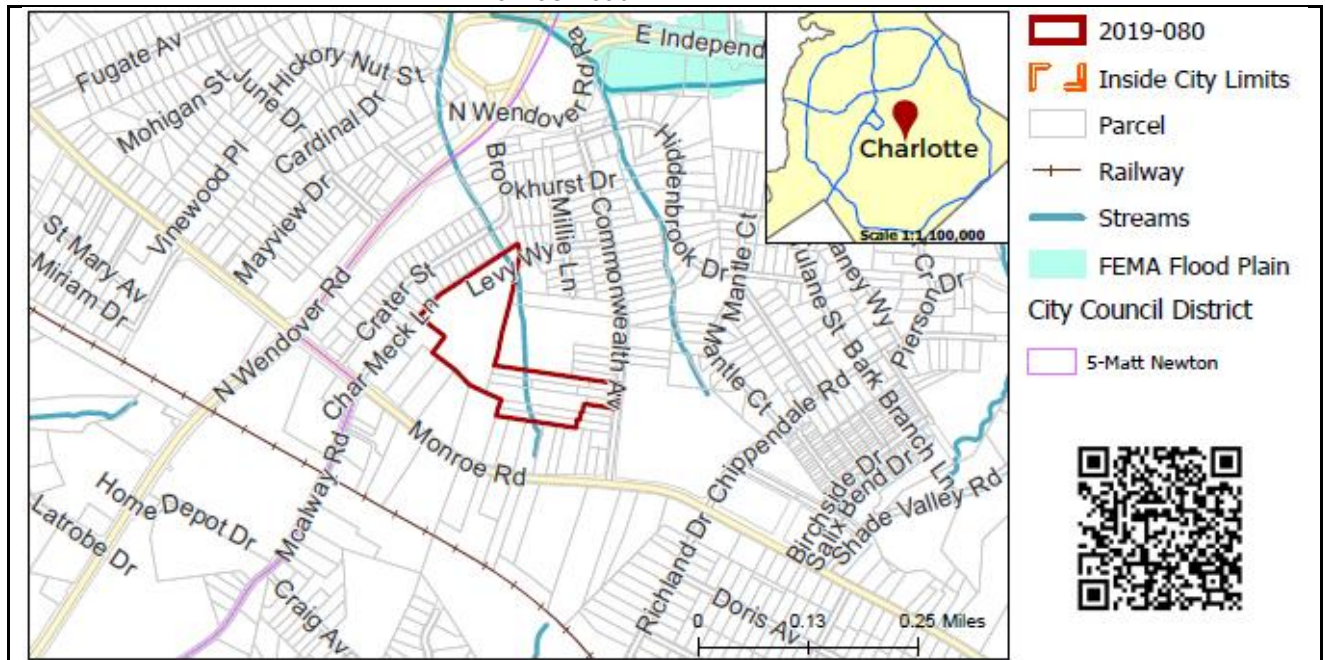 E Independ
Fugate Av
Hickory Nut St
June Dr
Mohigan St
Cardinal Dr
N Wendover Rd Ra
Vinewood Pl
Mayview Dr
St Mary Av
Miriam Dr
Brookhurst Dr
Millie Ln
Commonwealth Av
Hiddenbrook Dr
W Mantle Ct
Mantle Ct
Levy Wy
Crater St
Char Meck Ln
N Wendover Rd
Monroe Rd
Mcalway Rd
Home Depot Dr
Latrobe Dr
Craig Av
Richland Dr
Chippendale Rd
Doris Av
ulane St
aney Wy
Cr
Pierson Dr
Bark Branch Ln
Birchside Dr
Salix Bend Dr
Shade Valley Rd
0 0.13 0.25 Miles
Charlotte
Scale 1:1,100,000
2019-080
Inside City Limits
Parcel
Railway
Streams
FEMA Flood Plain
City Council District
5-Matt Newton